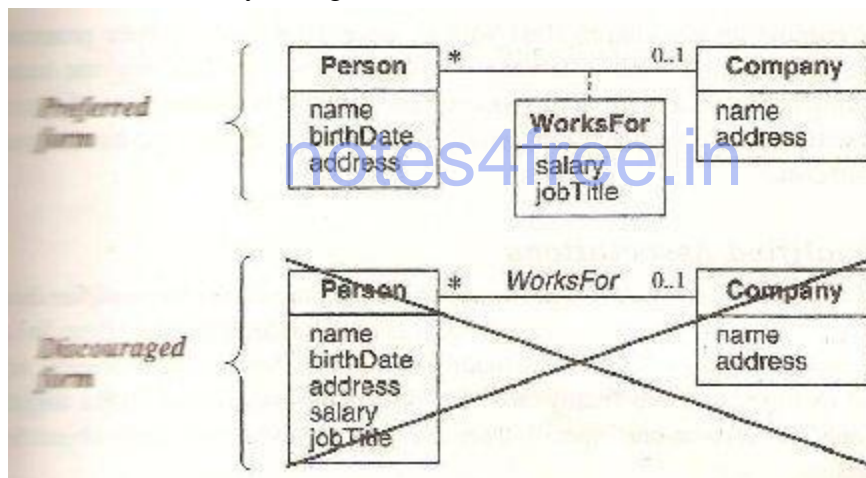 Preferred
form
Person
name
birthDate
address
*
0..1
WorksFor
salary
jobTitle
Company
name
address
notes4free.in
Discouraged
form
Person
name
birthDate
address
salary
jobTitle
*
WorksFor
0..1
Company
name
address